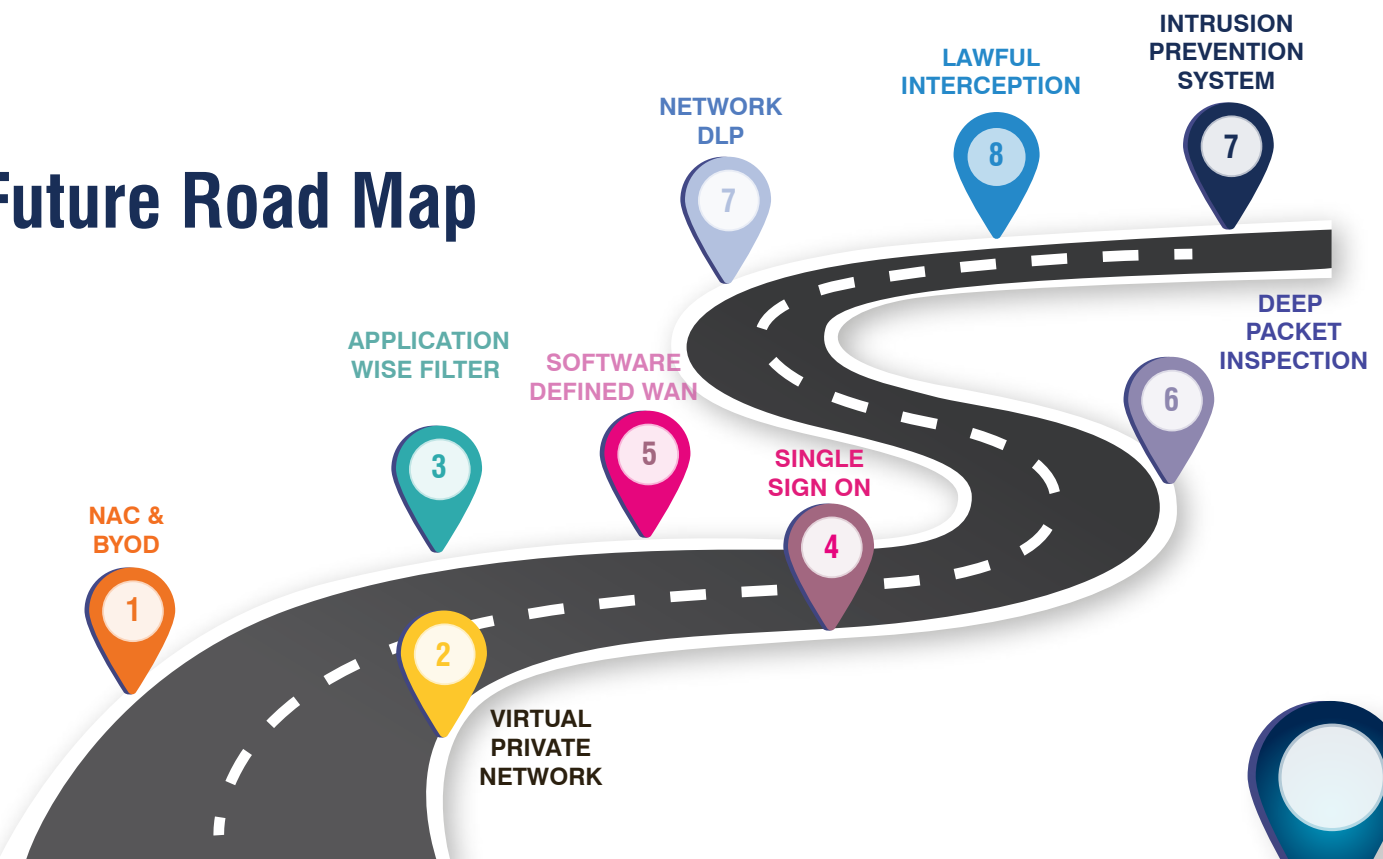 Future Road Map
NAC &
BYOD
1
VIRTUAL
PRIVATE
NETWORK
2
APPLICATION
WISE FILTER
3
SINGLE
SIGN ON
4
SOFTWARE
DEFINED WAN
5
DEEP
PACKET
INSPECTION
6
NETWORK
DLP
7
LAWFUL
INTERCEPTION
8
INTRUSION
PREVENTION
SYSTEM
7